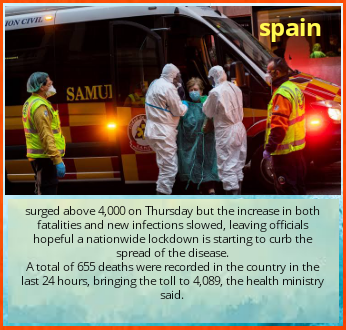 spain
CIVIL
SAMUR
surged above 4,000 on Thursday but the increase in both
fatalities and new infections slowed, leaving officials
hopeful a nationwide lockdown is starting to curb the
spread of the disease.
A total of 655 deaths were recorded in the country in the
last 24 hours, bringing the toll to 4,089, the health ministry
said.